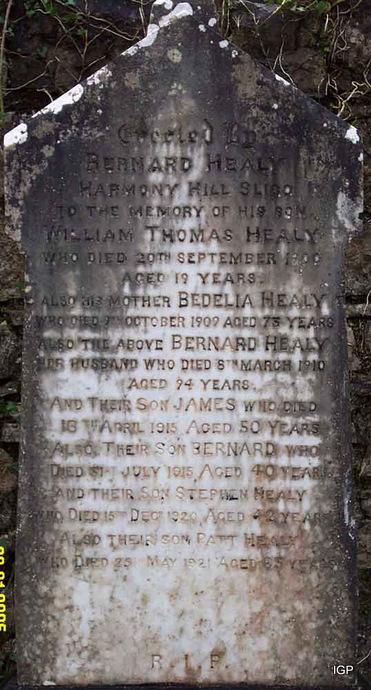 Erected By
BERNARD HEALY
HARMONY HILL SLIGO
TO THE MEMORY OF HIS SON
WILLIAM THOMAS HEALY
WHO DIED 20TH SEPTEMBER 1900
AGED 19 YEARS.
ALSO HIS MOTHER BEDELIA HEALY
WHO DIED 9TH OCTOBER 1909 AGED 73 YEARS
ALSO THE ABOVE BERNARD HEALY
HER HUSBAND WHO DIED 8TH MARCH 1910
AGED 94 YEARS.
AND THEIR SON JAMES WHO DIED
16TH APRIL 1915, AGED 50 YEARS
ALSO, THEIR SON BERNARD WHO
DIED 31ST JULY 1915, AGED 40 YEARS
AND THEIR SON STEPHEN HEALY
WHO DIED 15TH DECR 1920, AGED 42 YEARS
ALSO THEIR SON PATT HEALY
WHO DIED 25TH MAY 1921 AGED 65 YEARS
R.I.P.
IGP